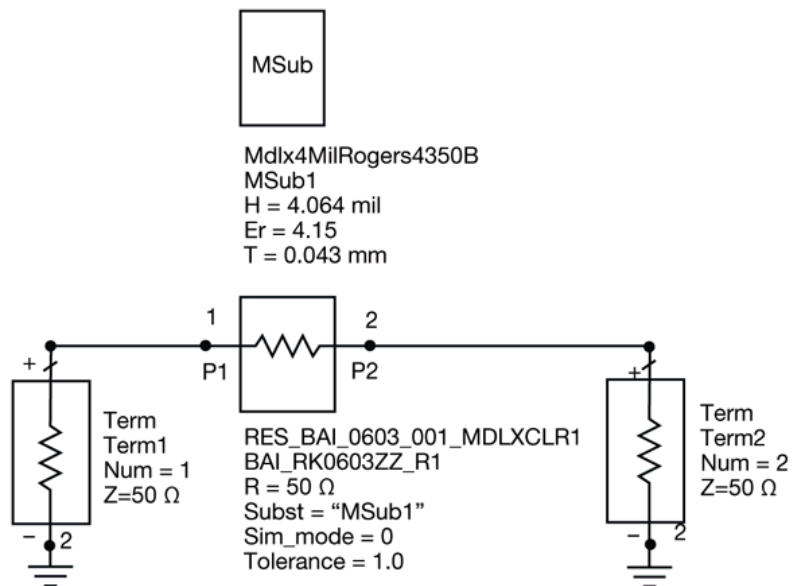 MSub
Mdlx4MilRogers4350B
MSub1
H = 4.064 mil
Er = 4.15
T = 0.043 mm
1
2
+
P1
P2
+
Term
Term1
Num = 1
Z=50 Ω
RES_BAI_0603_001_MDLXCLR1
BAI_RK0603ZZ_R1
R = 50 Ω
Subst = “MSub1”
Sim_mode = 0
Tolerance = 1.0
Term
Term2
Num = 2
Z=50 Ω
−
2
−
2